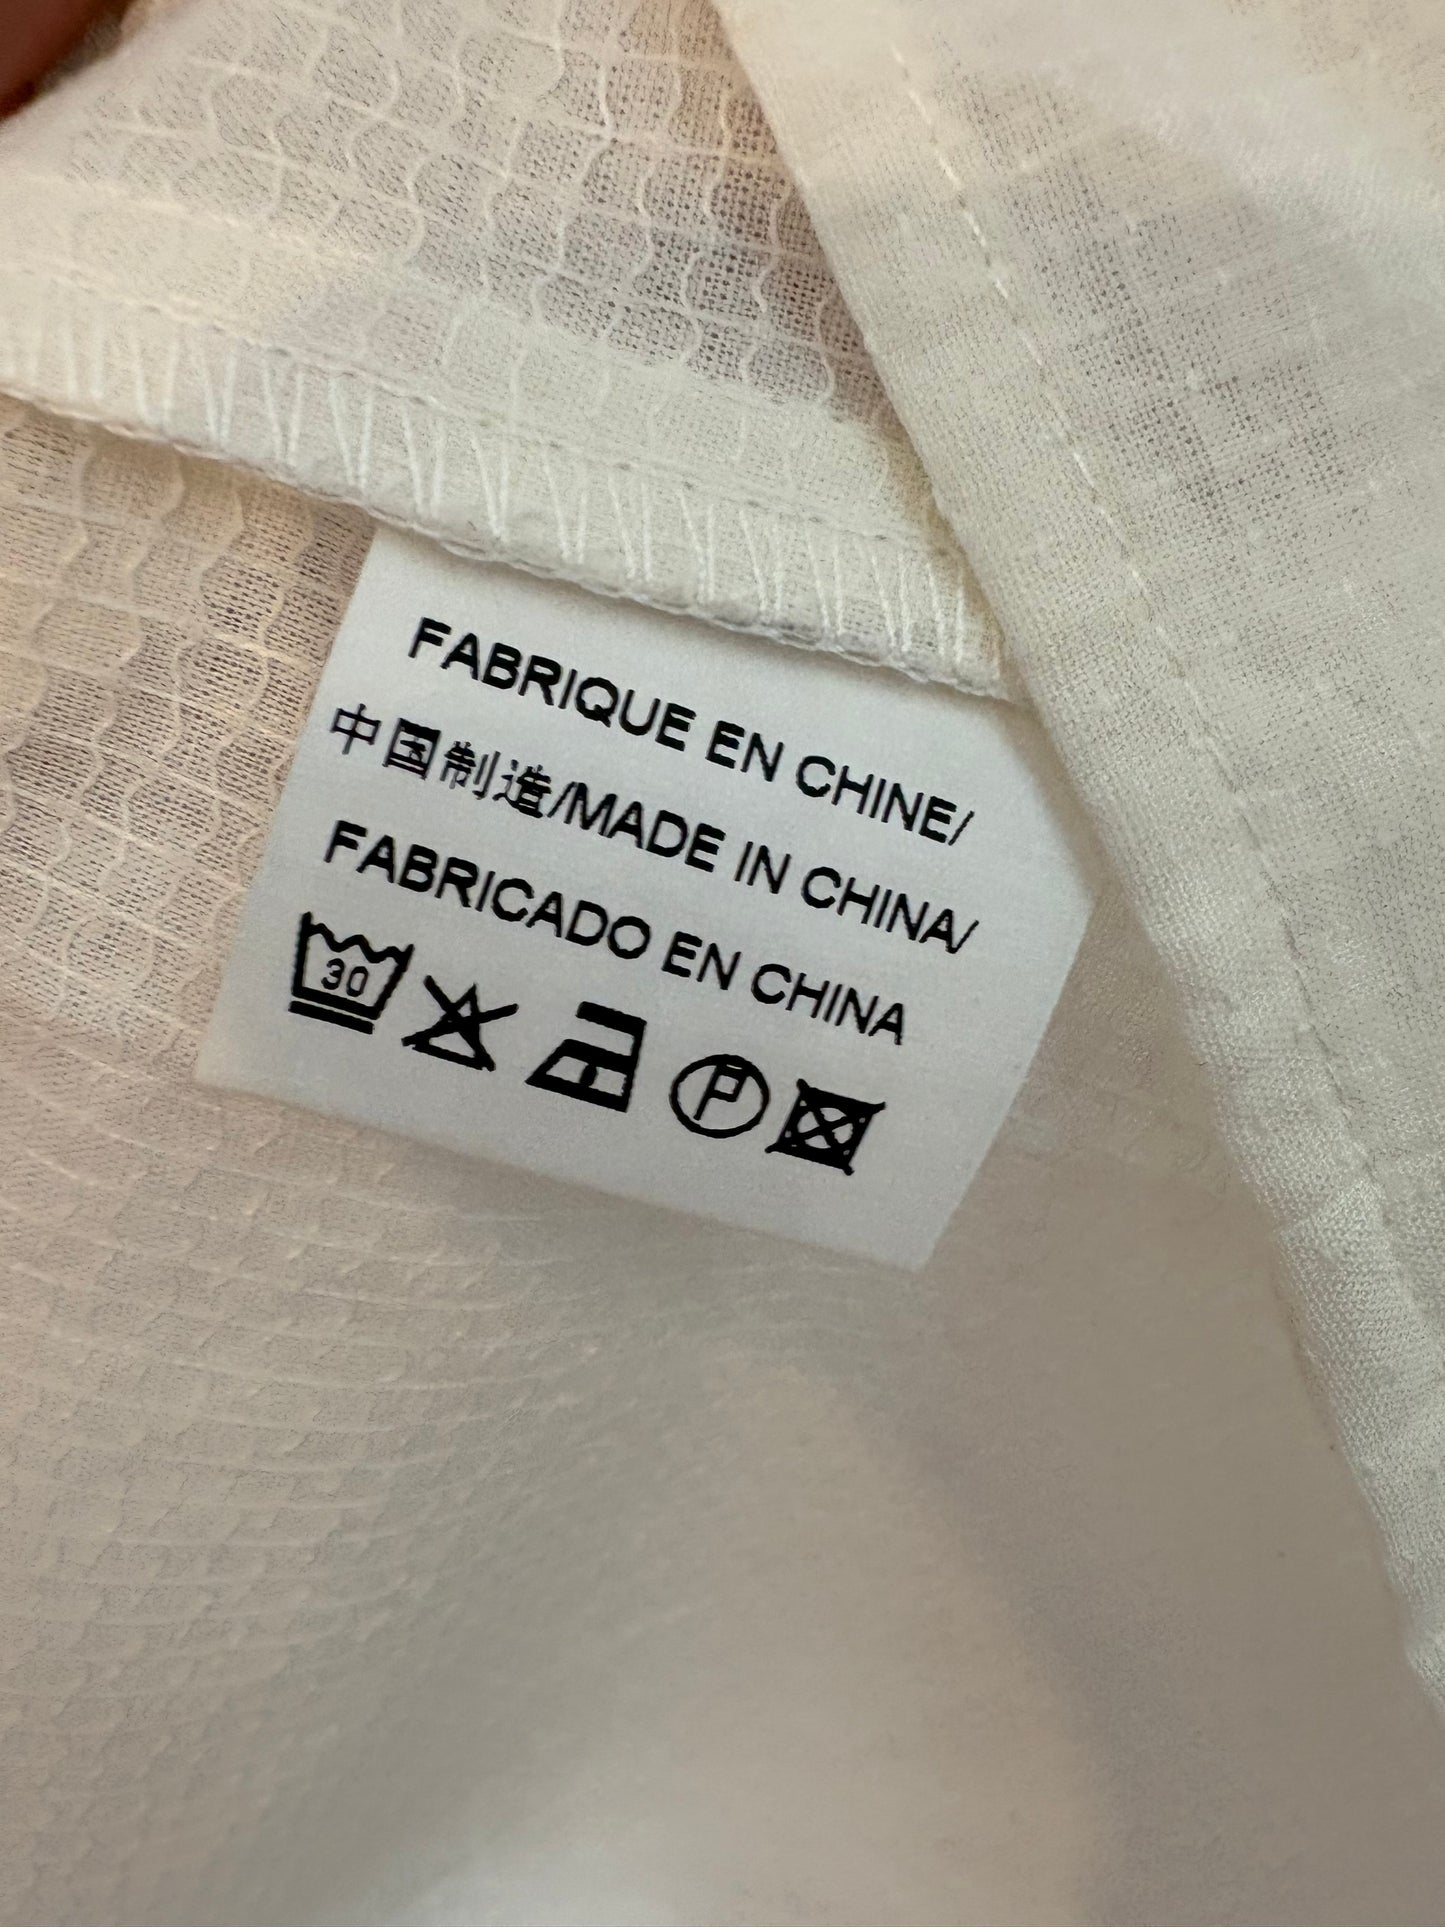 FABRIQUE EN CHINE/
中国制造/MADE IN CHINA/
FABRICADO EN CHINA
30 P